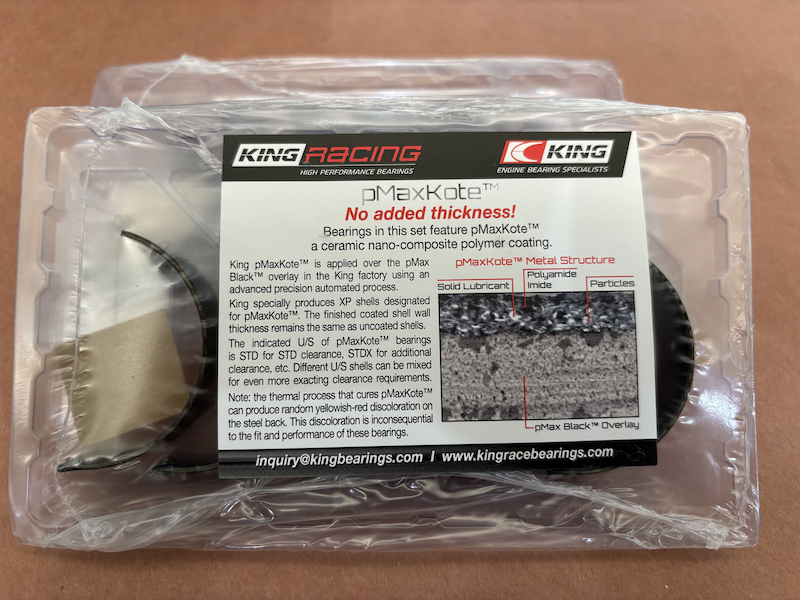 KING RACING
HIGH PERFORMANCE BEARINGS
KING
ENGINE BEARING SPECIALISTS
pMaxKote™
No added thickness!
Bearings in this set feature pMaxKote™
a ceramic nano-composite polymer coating.
King pMaxKote™ is applied over the pMax
Black™ overlay in the King factory using an
advanced precision automated process.
King specially produces XP shells designated
for pMaxKote™. The finished coated shell wall
thickness remains the same as uncoated shells.
The indicated U/S of pMaxKote™ bearings
is STD for STD clearance, STDX for additional
clearance, etc. Different U/S shells can be mixed
for even more exacting clearance requirements.
Note: the thermal process that cures pMaxKote™
can produce random yellowish-red discoloration on
the steel back. This discoloration is inconsequential
to the fit and performance of these bearings.
pMaxKote™ Metal Structure
Solid Lubricant
Polyamide
Imide
Particles
pMax Black™ Overlay
inquiry@kingbearings.com I www.kingracebearings.com